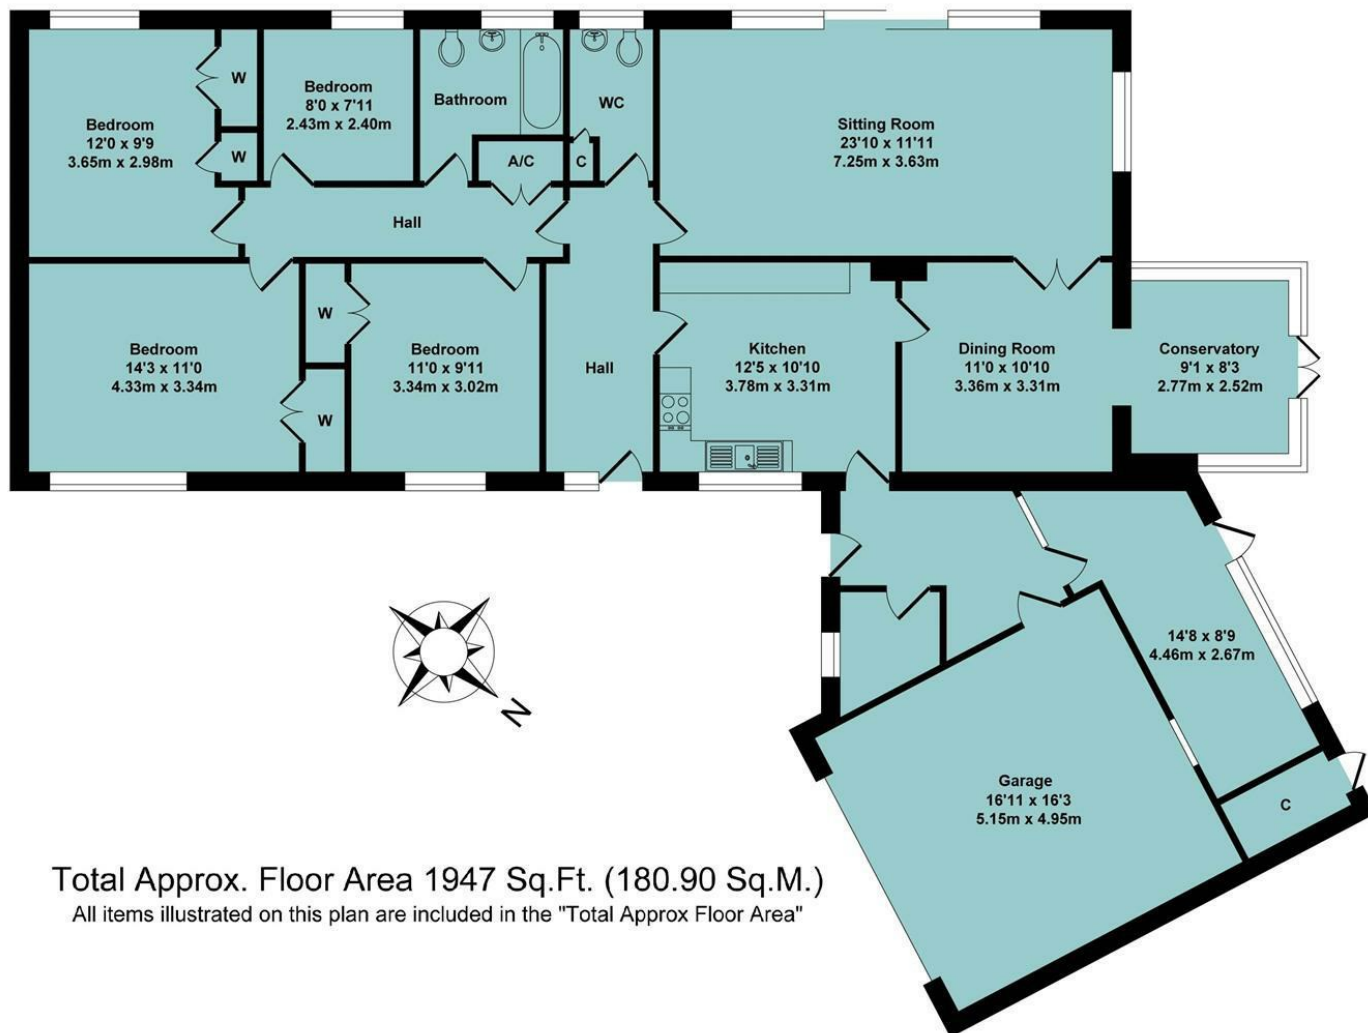 Bedroom
12'0 x 9'9
3.65m x 2.98m
W
W
Bedroom
8'0 x 7'11
2.43m x 2.40m
Bathroom
A/C
WC
C
Sitting Room
23'10 x 11'11
7.25m x 3.63m
Hall
Bedroom
14'3 x 11'0
4.33m x 3.34m
W
W
Bedroom
11'0 x 9'11
3.34m x 3.02m
Hall
Kitchen
12'5 x 10'10
3.78m x 3.31m
Dining Room
11'0 x 10'10
3.36m x 3.31m
Conservatory
9'1 x 8'3
2.77m x 2.52m
14'8 x 8'9
4.46m x 2.67m
N
Garage
16'11 x 16'3
5.15m x 4.95m
C
Total Approx. Floor Area 1947 Sq.Ft. (180.90 Sq.M.)
All items illustrated on this plan are included in the "Total Approx Floor Area"